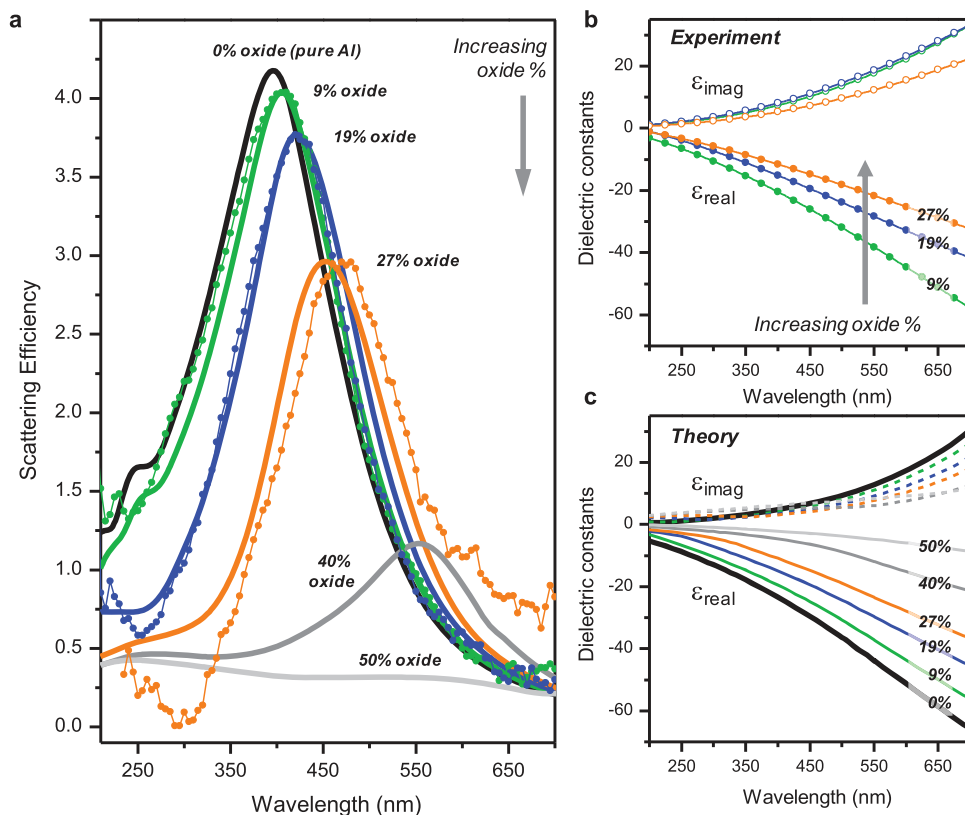 a
0% oxide (pure Al)
9% oxide
19% oxide
27% oxide
40%
oxide
50% oxide
Increasing
oxide %
Scattering Efficiency
4.0
3.5
3.0
2.5
2.0
1.5
1.0
0.5
0.0
250 350 450 550 650
Wavelength (nm)
b
Experiment
εimag
εreal
27%
19%
9%
Increasing oxide %
Dielectric constants
20
0
-20
-40
-60
250 350 450 550 650
Wavelength (nm)
c
Theory
εimag
εreal
50%
40%
27%
19%
9%
0%
Dielectric constants
20
0
-20
-40
-60
250 350 450 550 650
Wavelength (nm)